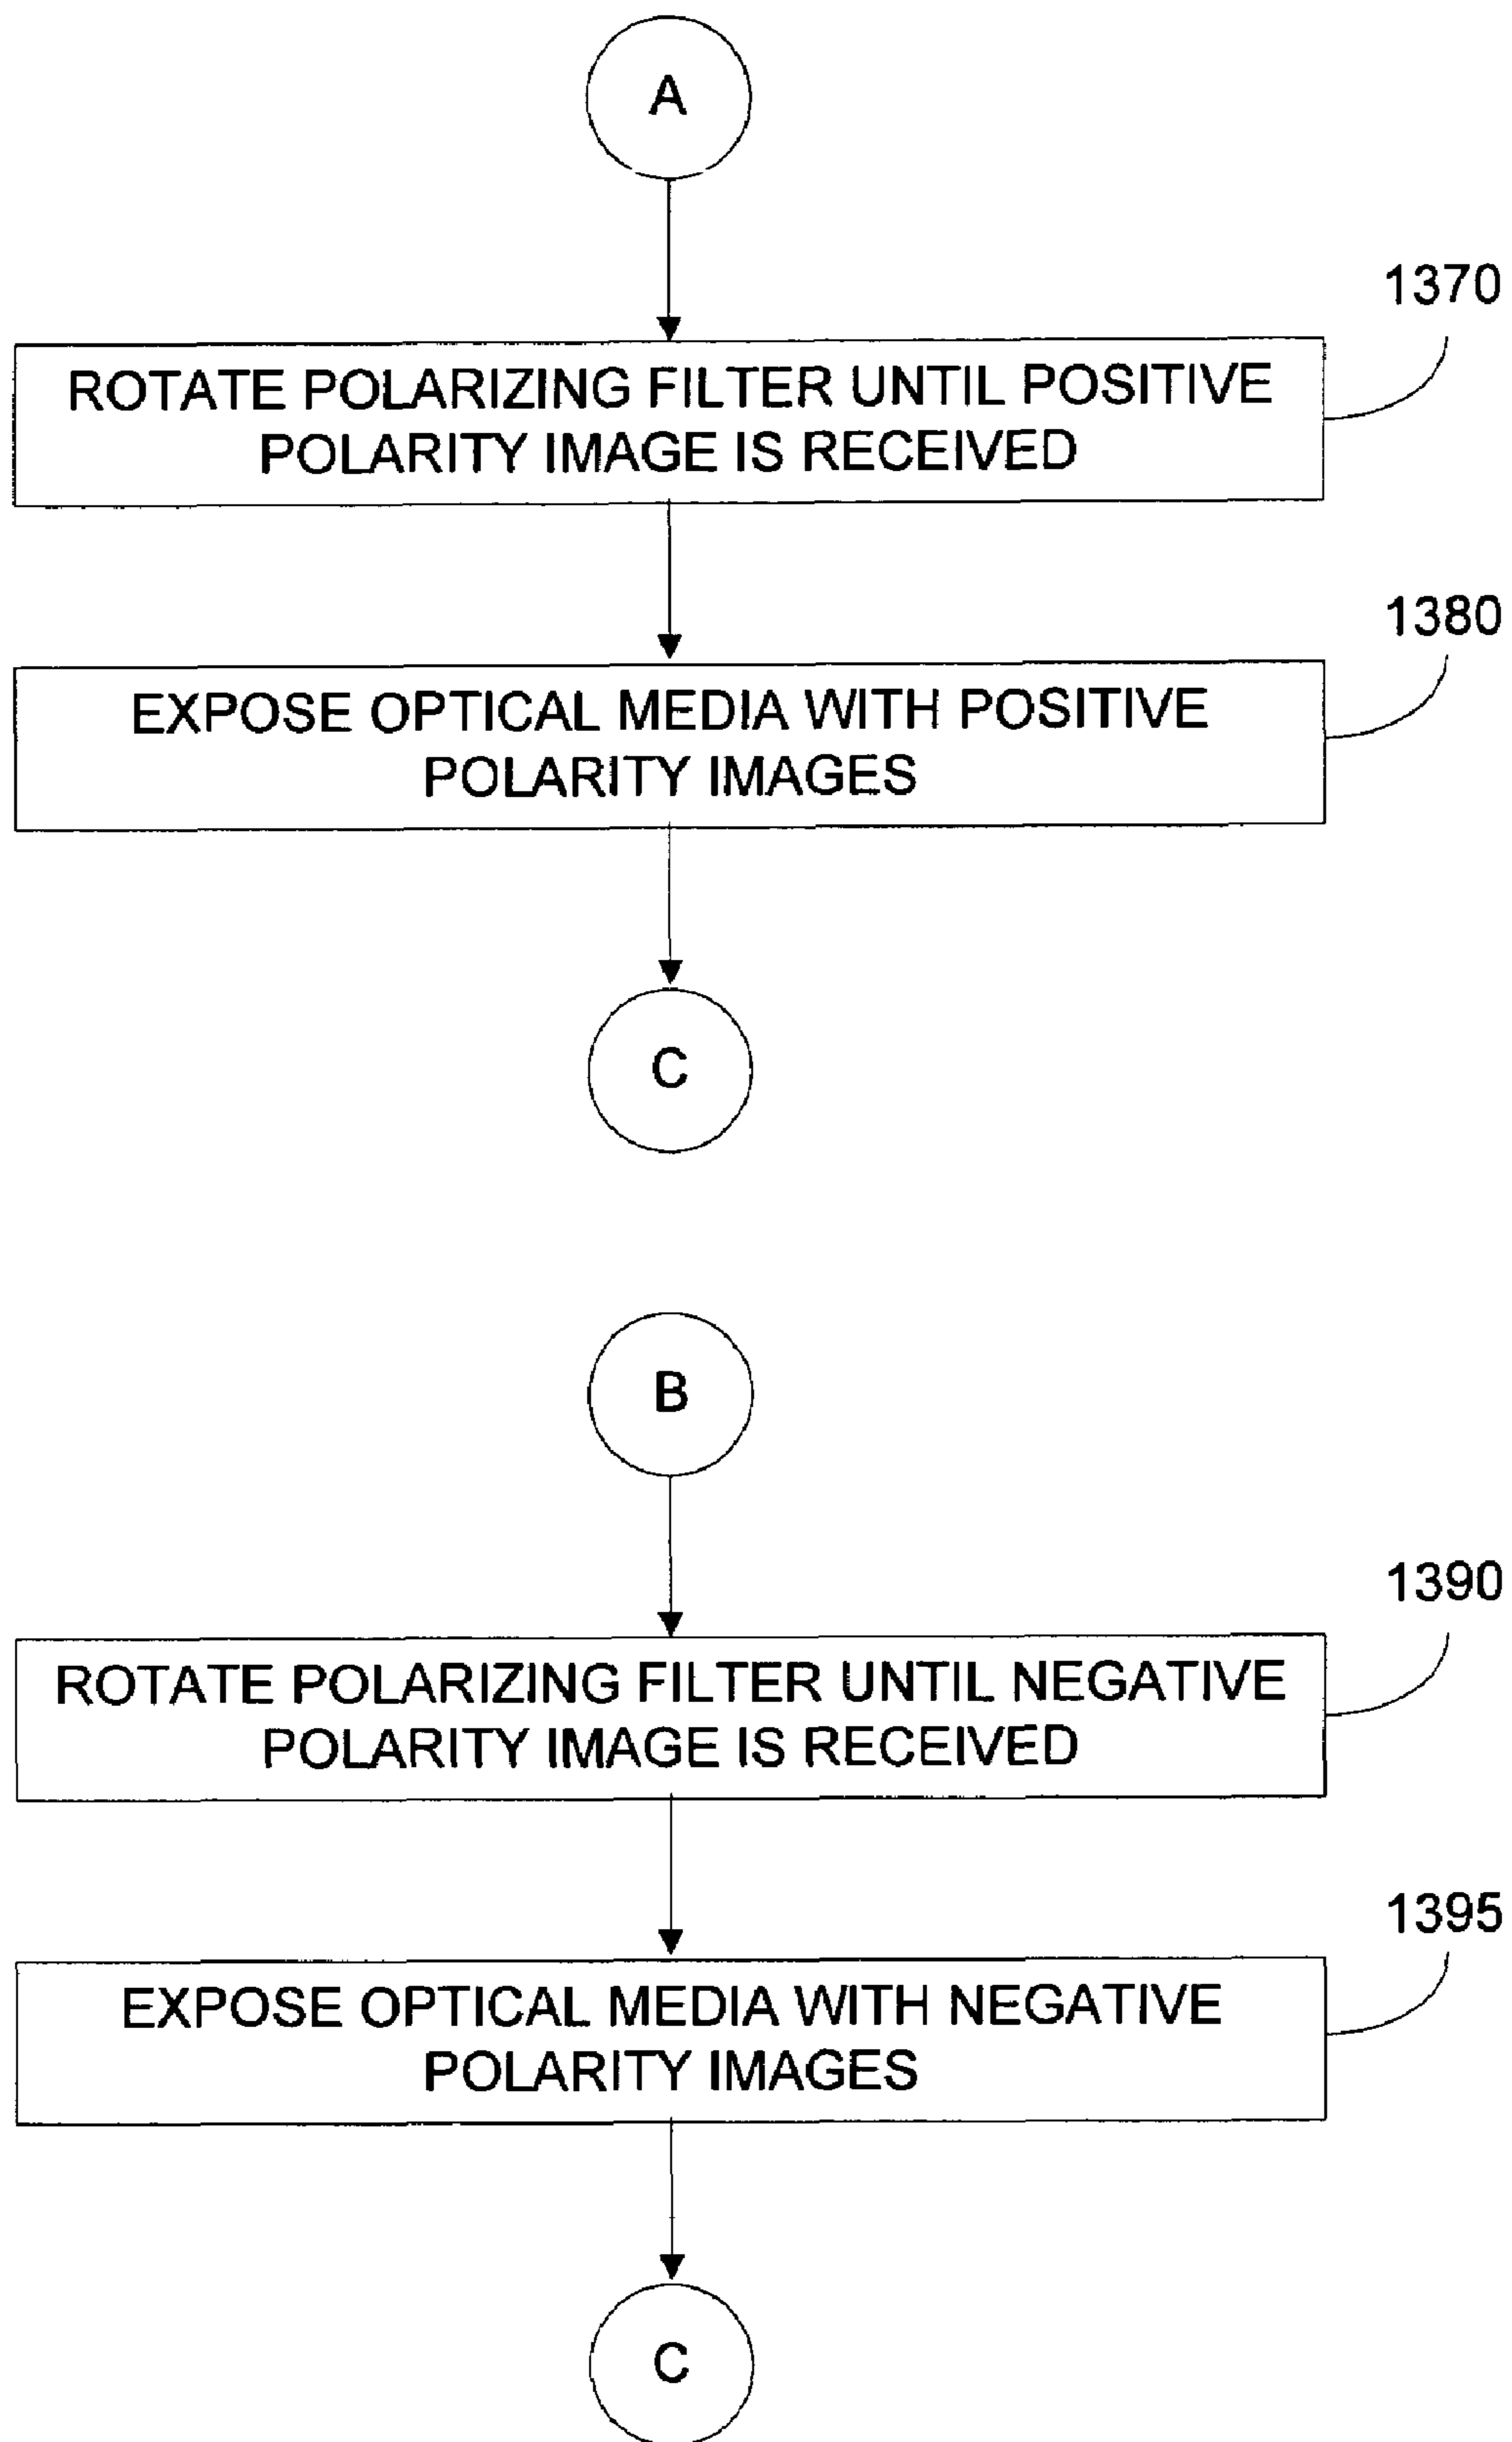 A
1370
ROTATE POLARIZING FILTER UNTIL POSITIVE
POLARITY IMAGE IS RECEIVED
1380
EXPOSE OPTICAL MEDIA WITH POSITIVE
POLARITY IMAGES
C
B
1390
ROTATE POLARIZING FILTER UNTIL NEGATIVE
POLARITY IMAGE IS RECEIVED
1395
EXPOSE OPTICAL MEDIA WITH NEGATIVE
POLARITY IMAGES
C